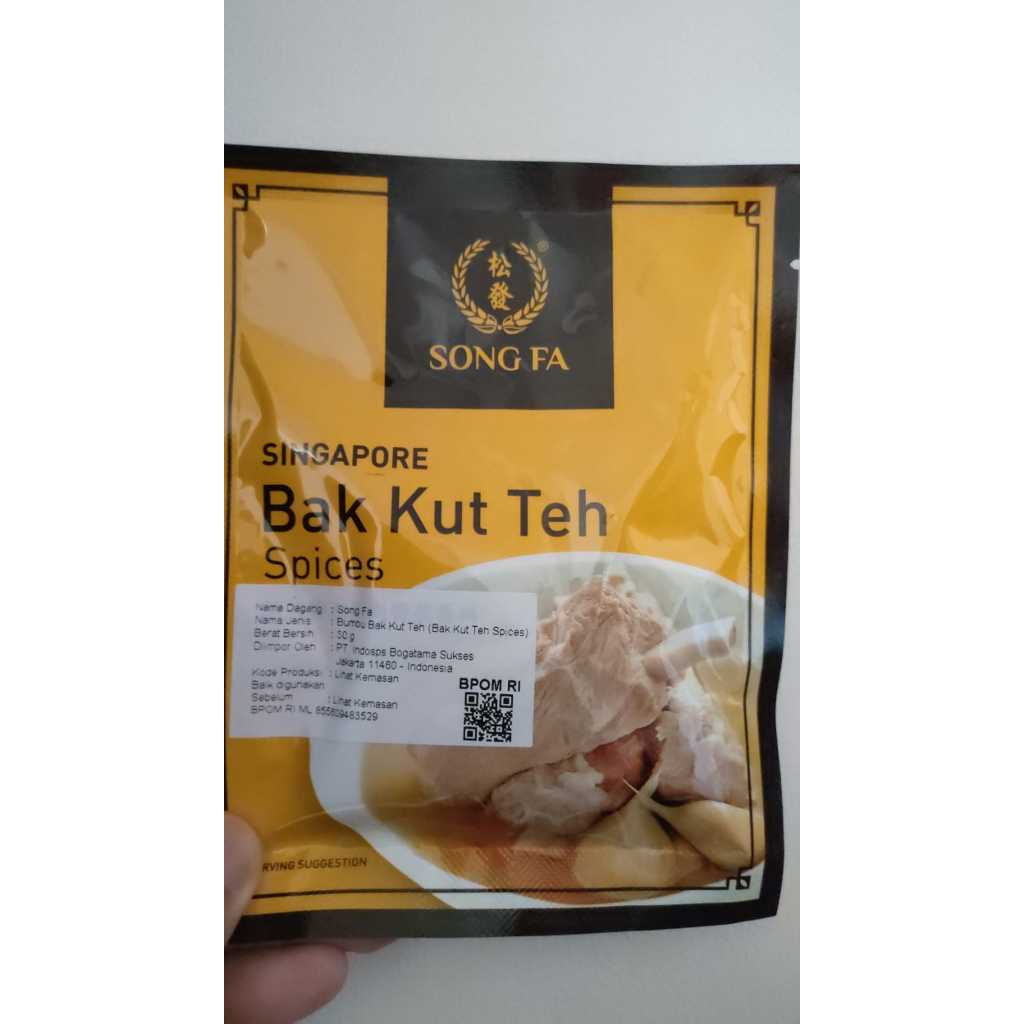 松
發
®
SONG FA
SINGAPORE
Bak Kut Teh
Spices
Nama Dagang : Song Fa
Nama Jenis : Bumbu Bak Kut Teh (Bak Kut Teh Spices)
Berat Bersih : 30 g
Diimpor Oleh : PT Indosps Bogatama Sukses
Jakarta 11460 - Indonesia
Kode Produksi : Lihat Kemasan
Baik digunakan
Sebelum : Lihat Kemasan
BPOM RI ML 855809483529
BPOM RI
RVING SUGGESTION